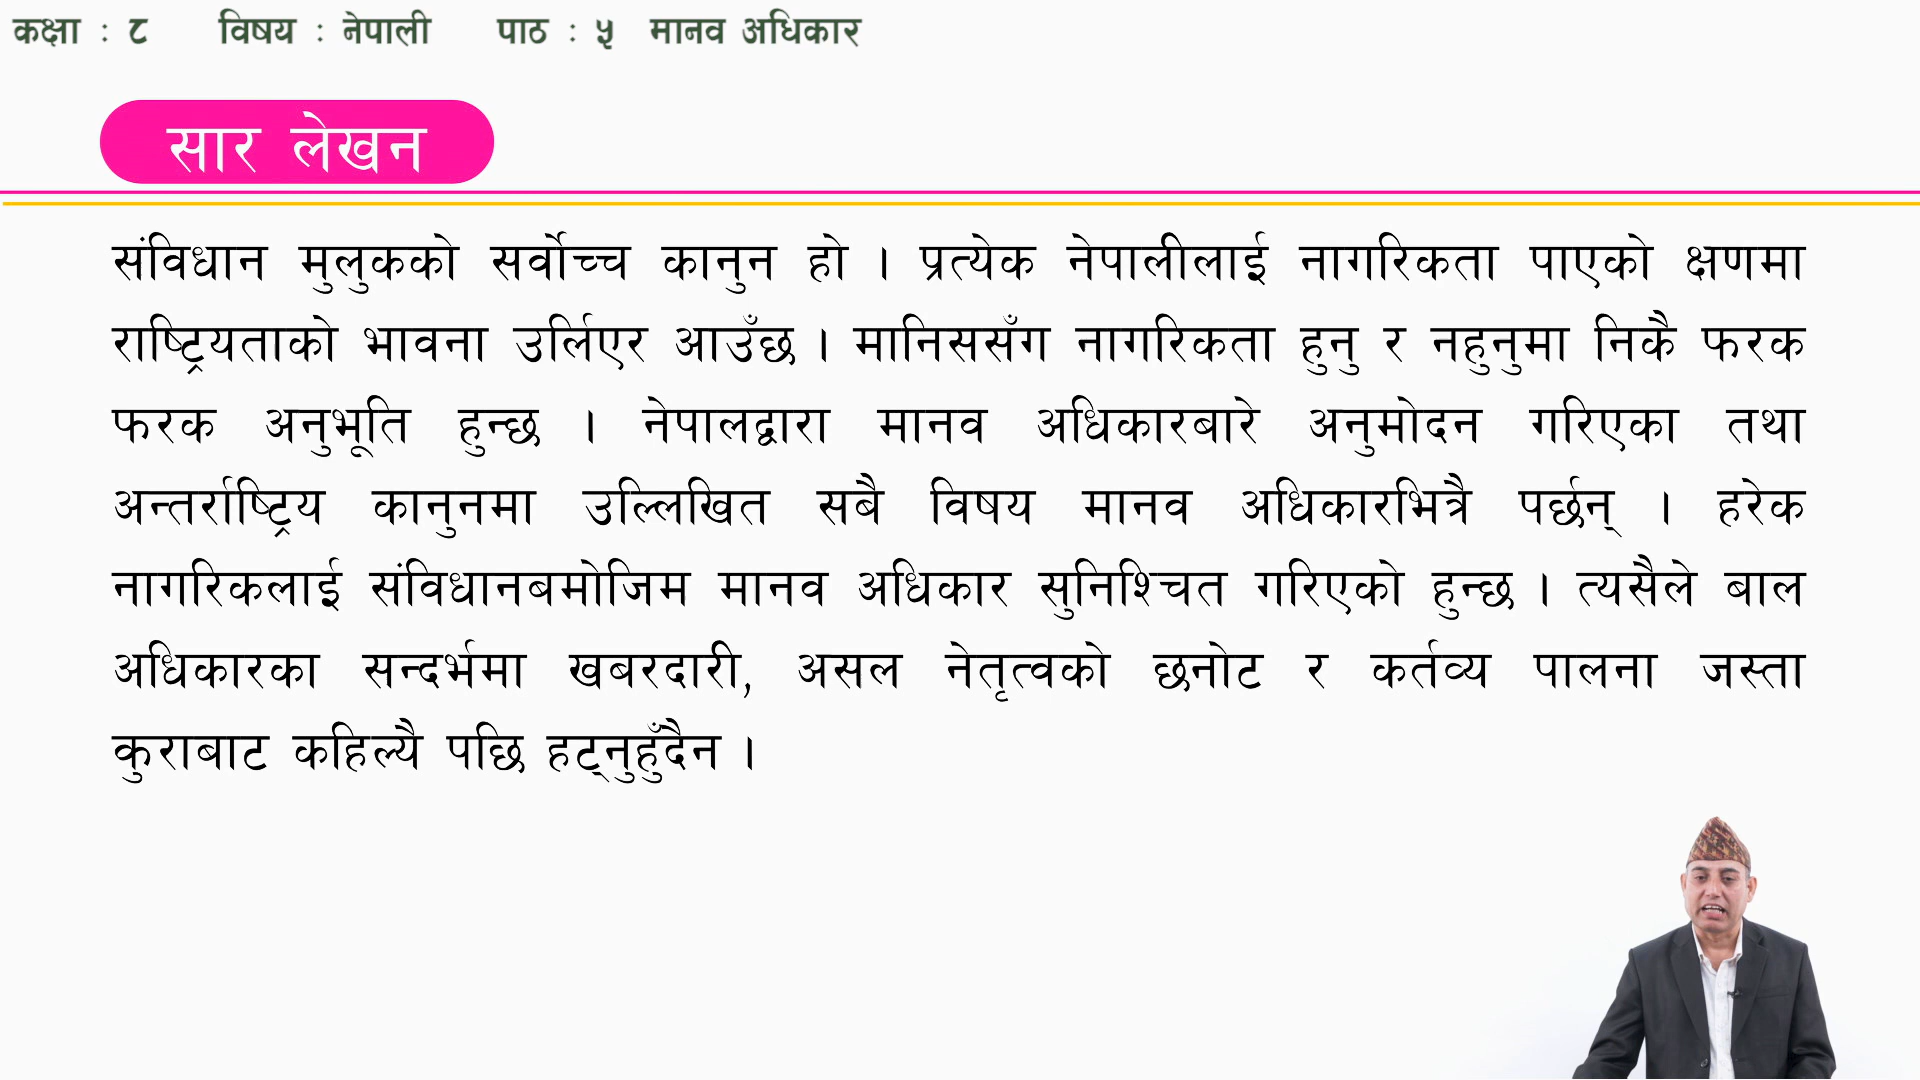 कक्षा : ८ विषय : नेपाली पाठ : ५ मानव अधिकार
सार लेखन
संविधान मुलुकको सर्वोच्च कानुन हो । प्रत्येक नेपालीलाई नागरिकता पाएको क्षणमा
राष्ट्रियताको भावना उर्लिएर आउँछ । मानिससँग नागरिकता हुनु र नहुनुमा निकै फरक
फरक अनुभूति हुन्छ । नेपालद्वारा मानव अधिकारबारे अनुमोदन गरिएका तथा
अन्तर्राष्ट्रिय कानुनमा उल्लिखित सबै विषय मानव अधिकारभित्रै पर्छन् । हरेक
नागरिकलाई संविधानबमोजिम मानव अधिकार सुनिश्चित गरिएको हुन्छ । त्यसैले बाल
अधिकारका सन्दर्भमा खबरदारी, असल नेतृत्वको छनोट र कर्तव्य पालना जस्ता
कुराबाट कहिल्यै पछि हट्नुहुँदैन ।